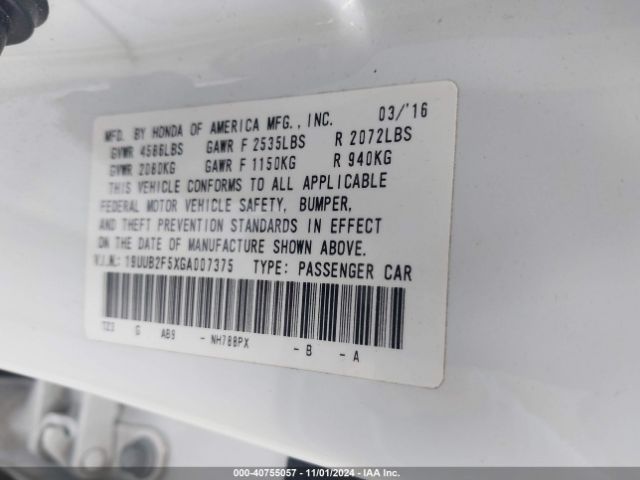 MFD. BY HONDA OF AMERICA MFG., INC. 03/'16
GVWR 4586LBS GAWR F 2535LBS R 2072LBS
GVWR 2080KG GAWR F 1150KG R 940KG
THIS VEHICLE CONFORMS TO ALL APPLICABLE
FEDERAL MOTOR VEHICLE SAFETY, BUMPER,
AND THEFT PREVENTION STANDARDS IN EFFECT
ON THE DATE OF MANUFACTURE SHOWN ABOVE.
V.I.N.: 19UUB2F5XGA007375 TYPE: PASSENGER CAR
TZ3 G AB9 - NH788PX - B - A
000-40755057 - 11/01/2024 - IAA Inc.